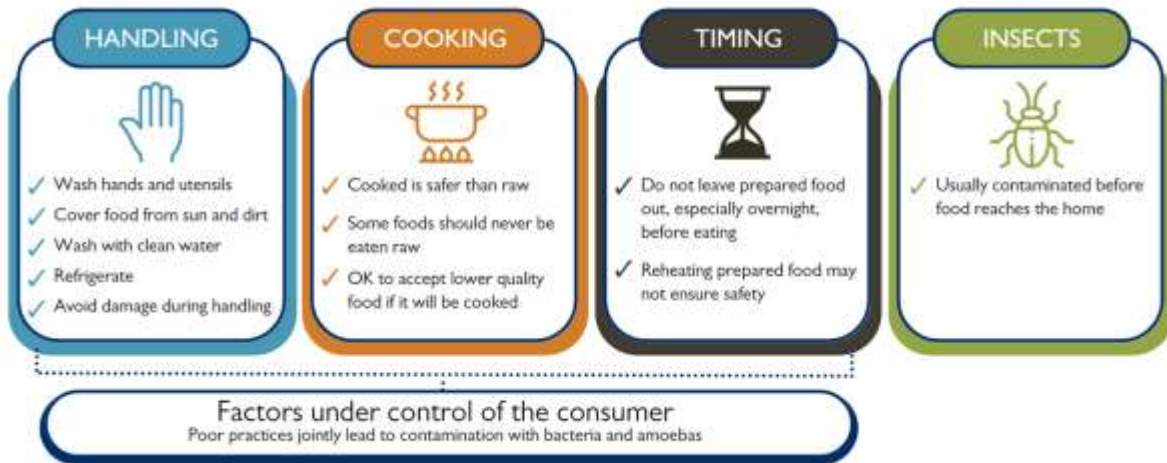 HANDLING
Wash hands and utensils
Cover food from sun and dirt
Wash with clean water
Refrigerate
Avoid damage during handling
COOKING
Cooked is safer than raw
Some foods should never be
eaten raw
OK to accept lower quality
food if it will be cooked
TIMING
Do not leave prepared food
out, especially overnight,
before eating
Reheating prepared food may
not ensure safety
INSECTS
Usually contaminated before
food reaches the home
Factors under control of the consumer
Poor practices jointly lead to contamination with bacteria and amoebas